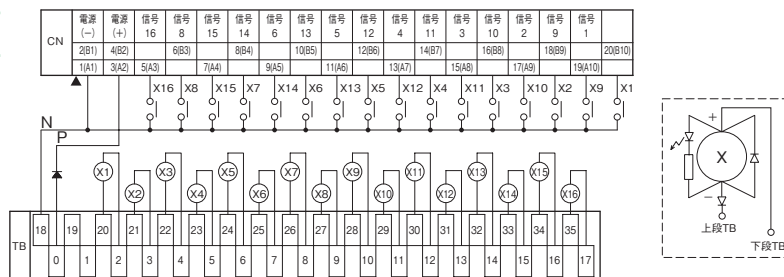 CN 電源 電源 信号 信号 信号 信号 信号 信号 信号 信号 信号 信号 信号 信号 信号 信号 信号 信号
(−) (+) 16 8 15 7 14 6 13 5 12 4 11 3 10 2 9 1
2(B1) 4(B2) 6(B3) 8(B4) 10(B5) 12(B6) 14(B7) 16(B8) 18(B9) 20(B10)
1(A1) 3(A2) 5(A3) 7(A4) 9(A5) 11(A6) 13(A7) 15(A8) 17(A9) 19(A10)
X16 X8 X15 X7 X14 X6 X13 X5 X12 X4 X11 X3 X10 X2 X9 X1
N
P
X1 X3 X5 X7 X9 X11 X13 X15
X2 X4 X6 X8 X10 X12 X14 X16
TB 18 19 20 21 22 23 24 25 26 27 28 29 30 31 32 33 34 35
0 1 2 3 4 5 6 7 8 9 10 11 12 13 14 15 16 17
+
X
−
上段TB
下段TB